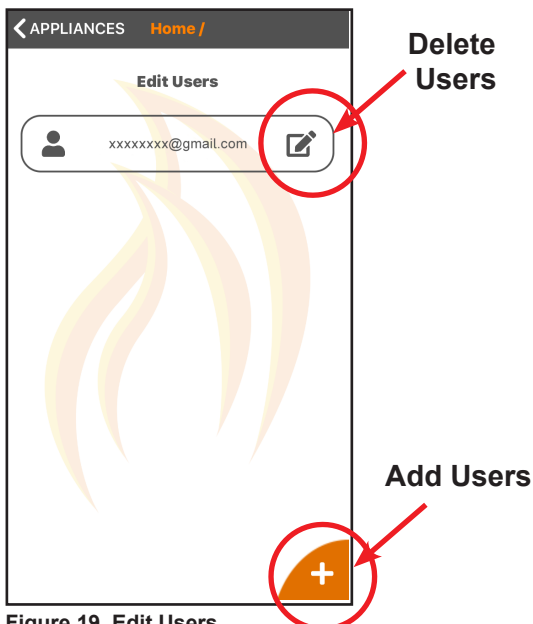 APPLIANCES Home /
Delete
Users
Edit Users
xxxxxxxx@gmail.com
Add Users
+
Figure 19. Edit Users